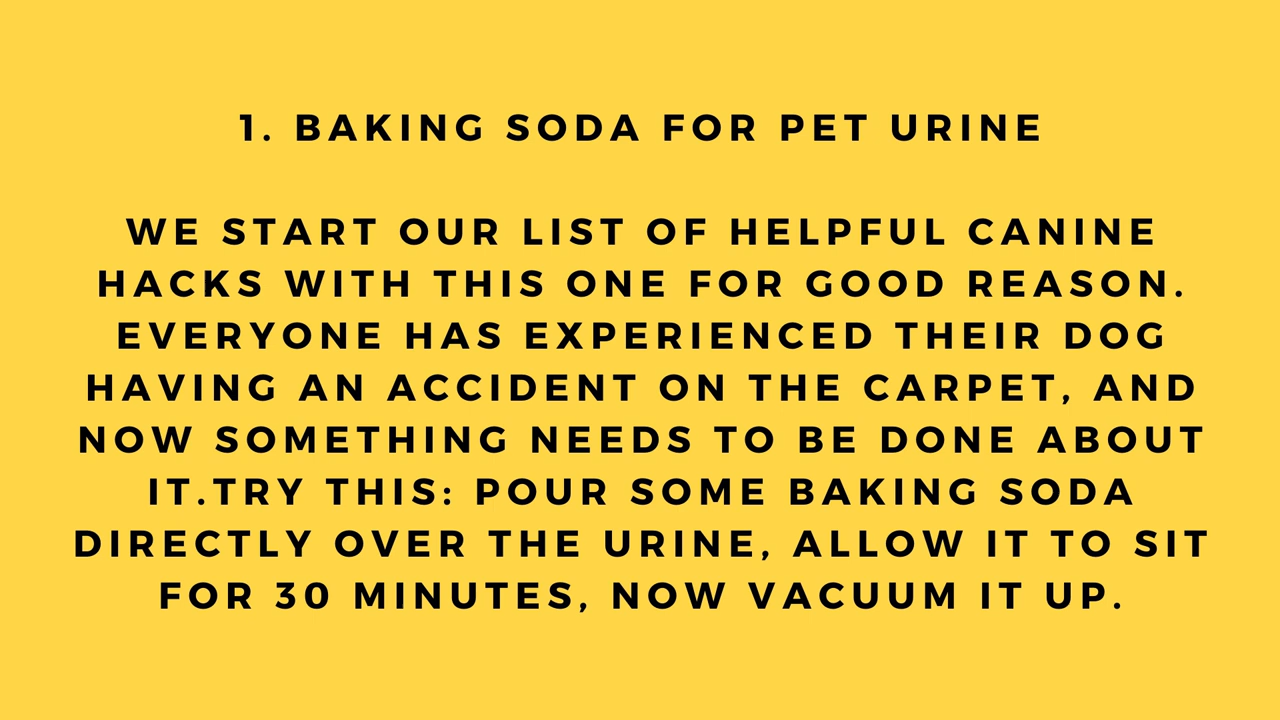 1. BAKING SODA FOR PET URINE
WE START OUR LIST OF HELPFUL CANINE
HACKS WITH THIS ONE FOR GOOD REASON.
EVERYONE HAS EXPERIENCED THEIR DOG
HAVING AN ACCIDENT ON THE CARPET, AND
NOW SOMETHING NEEDS TO BE DONE ABOUT
IT.TRY THIS: POUR SOME BAKING SODA
DIRECTLY OVER THE URINE, ALLOW IT TO SIT
FOR 30 MINUTES, NOW VACUUM IT UP.